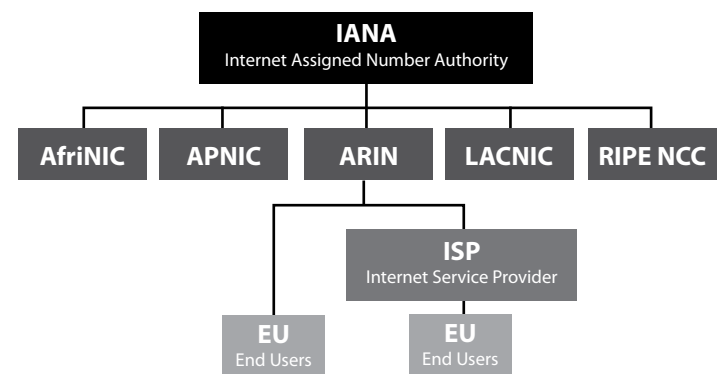 IANA
Internet Assigned Number Authority
AfriNIC
APNIC
ARIN
LACNIC
RIPE NCC
ISP
Internet Service Provider
EU
End Users
EU
End Users